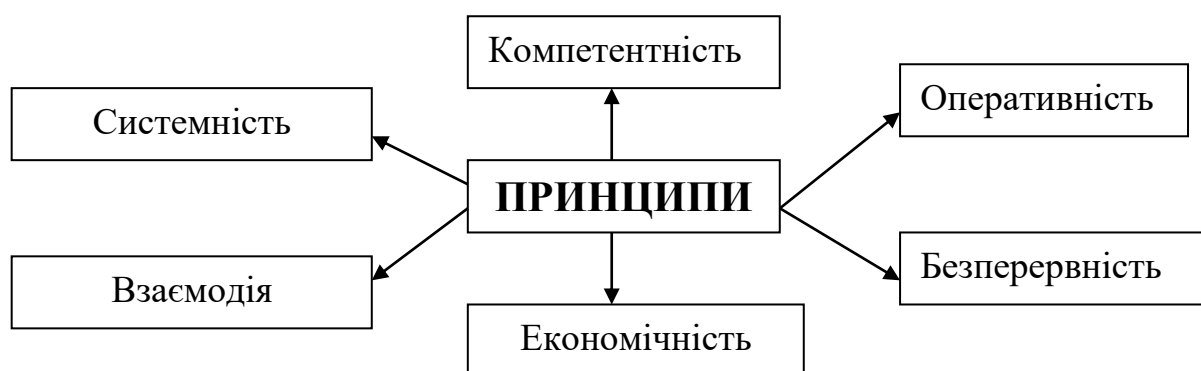 Компетентність
Системність
Оперативність
ПРИНЦИПИ
Взаємодія
Безперервність
Економічність